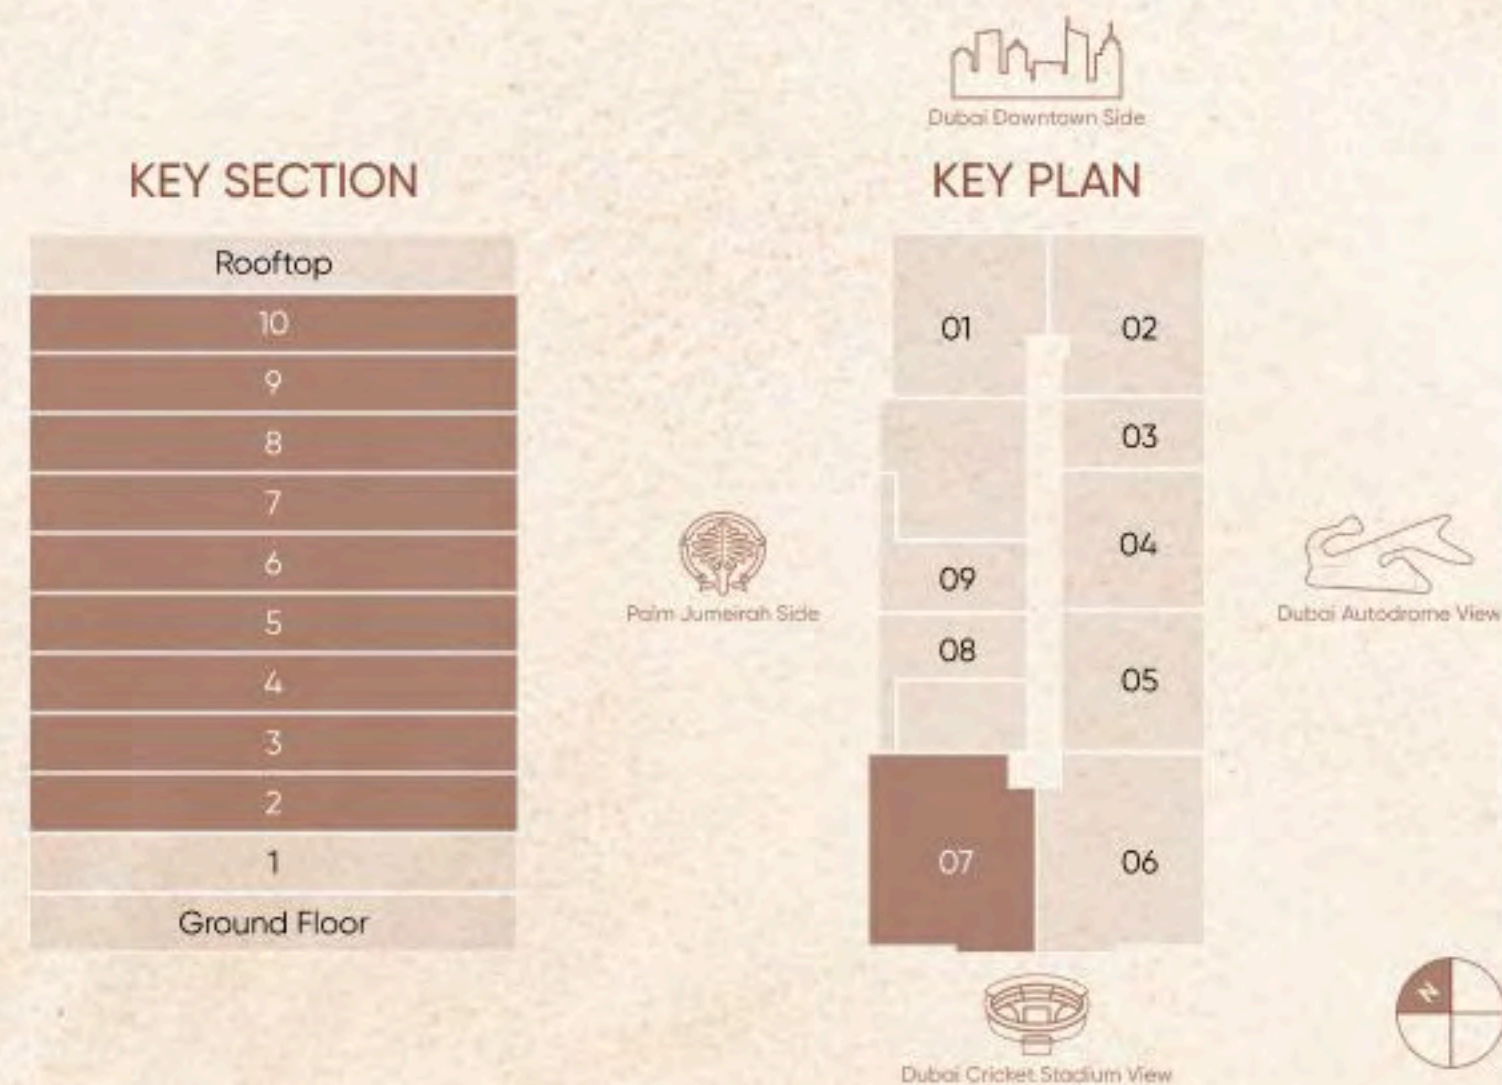 Dubai Downtown Side
KEY SECTION
KEY PLAN
Rooftop
10
9
8
7
6
5
4
3
2
1
Ground Floor
01
02
03
04
09
08
05
07
06
Palm Jumeirah Side
Dubai Autodrome View
Dubai Cricket Stadium View
N